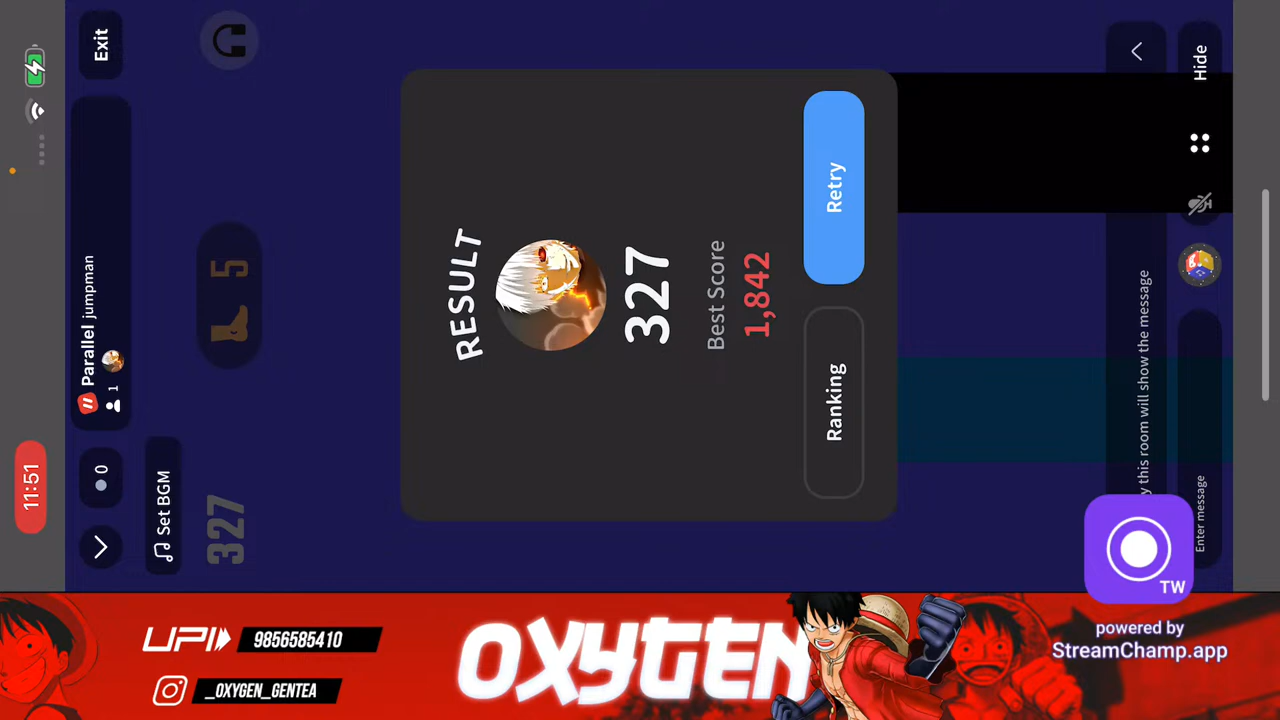 11:51
0
Parallel jumpman
1
Exit
Set BGM
327
5
RESULT
327
Best Score
1,842
Ranking
Retry
y this room will show the message
Enter message
Hide
TW
powered by
StreamChamp.app
UPI
9856585410
_OXYGEN_GENTEA
OXYGEN